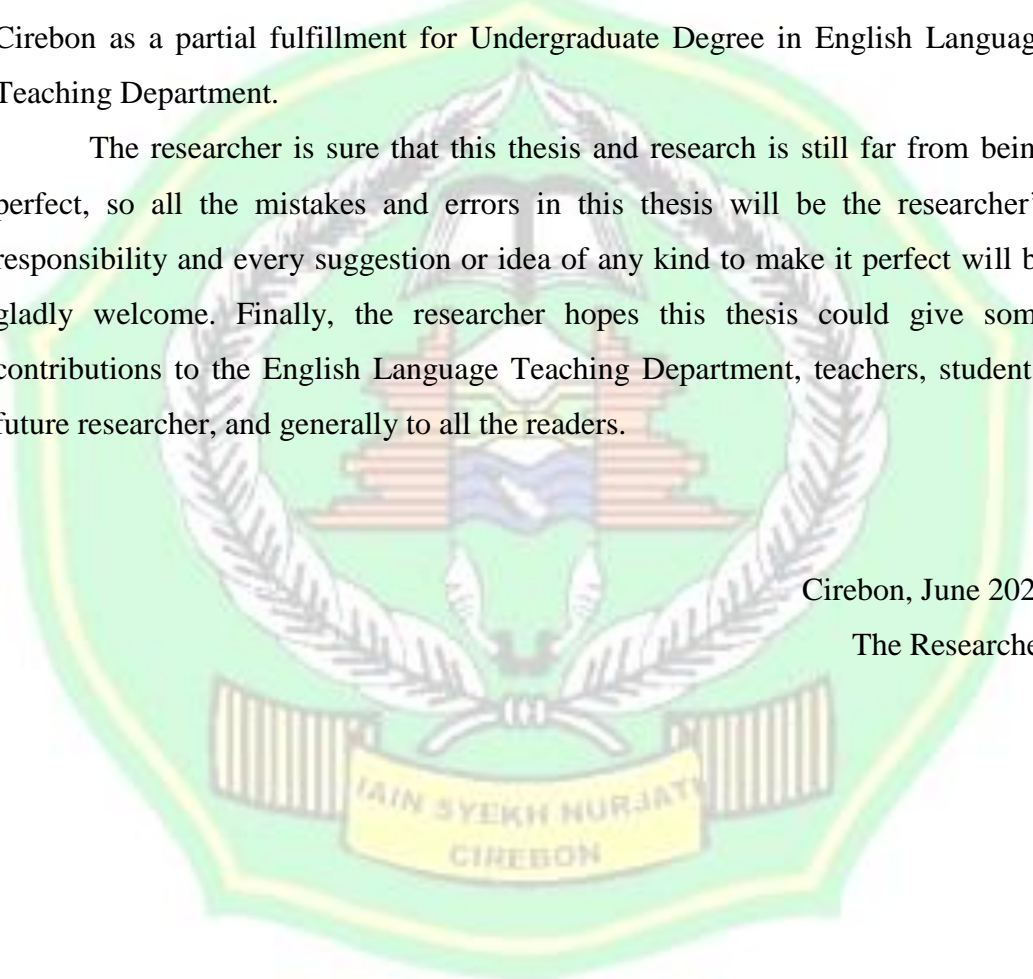 Cirebon as a partial fulfillment for Undergraduate Degree in English Languag
Teaching Department.
The researcher is sure that this thesis and research is still far from bein
perfect, so all the mistakes and errors in this thesis will be the researcher'
responsibility and every suggestion or idea of any kind to make it perfect will b
gladly welcome. Finally, the researcher hopes this thesis could give som
contributions to the English Language Teaching Department, teachers, student
future researcher, and generally to all the readers.
Cirebon, June 202
The Researche
IAIN SYEKH NURJATI
CIREBON